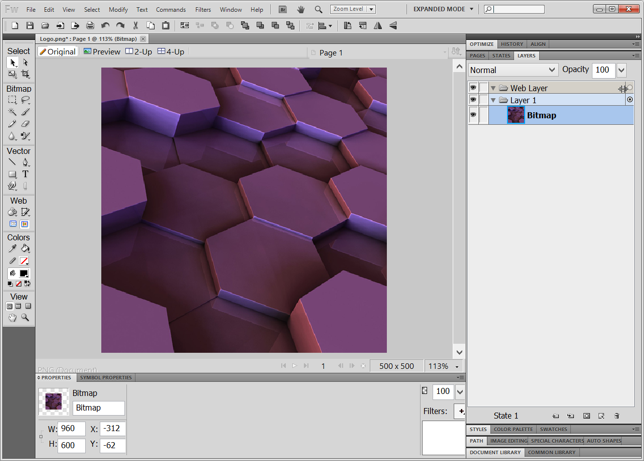 Fw File Edit View Select Modify Text Commands Filters Window Help Zoom Level EXPANDED MODE
Logo.png* : Page 1 @ 113% (Bitmap)
Original Preview 2-Up 4-Up Page 1
Select
Bitmap
Vector
T
Web
Colors
View
1 500 x 500 113%
PROPERTIES SYMBOL PROPERTIES
Bitmap
Bitmap
W: 960 X: -312
H: 600 Y: -62
100
Filters:
OPTIMIZE HISTORY ALIGN
PAGES STATES LAYERS
Normal Opacity 100
Web Layer
Layer 1
Bitmap
State 1
STYLES COLOR PALETTE SWATCHES
PATH IMAGE EDITING SPECIAL CHARACTERS AUTO SHAPES
DOCUMENT LIBRARY COMMON LIBRARY